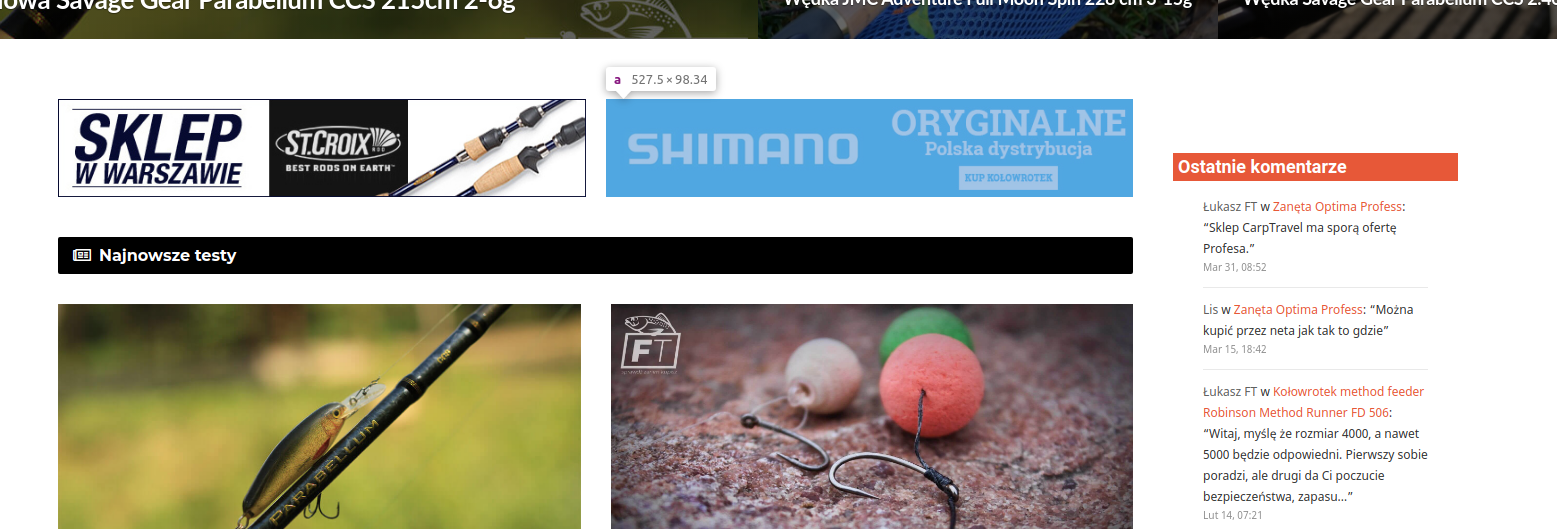 owa Savage Gear Parabellum CCS 215cm 2-6g
Wędka JMC Adventure Full Moon Spin 228 cm 3-15g
Wędka Savage Gear Parabellum CCS 2.4
a 527.5 × 98.34
SKLEP
W WARSZAWIE
ST.CROIX
ROD
BEST RODS ON EARTH
SHIMANO
ORYGINALNE
Polska dystrybucja
KUP KOŁOWROTEK
Najnowsze testy
FT
PARABELLUM
Ostatnie komentarze
Łukasz FT w Zanęta Optima Profess:
“Sklep CarpTravel ma sporą ofertę
Profesa.”
Mar 31, 08:52
Lis w Zanęta Optima Profess: “Można
kupić przez neta jak tak to gdzie”
Mar 15, 18:42
Łukasz FT w Kołowrotek method feeder
Robinson Method Runner FD 506:
“Witaj, myślę że rozmiar 4000, a nawet
5000 będzie odpowiedni. Pierwszy sobie
poradzi, ale drugi da Ci poczucie
bezpieczeństwa, zapasu...”
Lut 14, 07:21